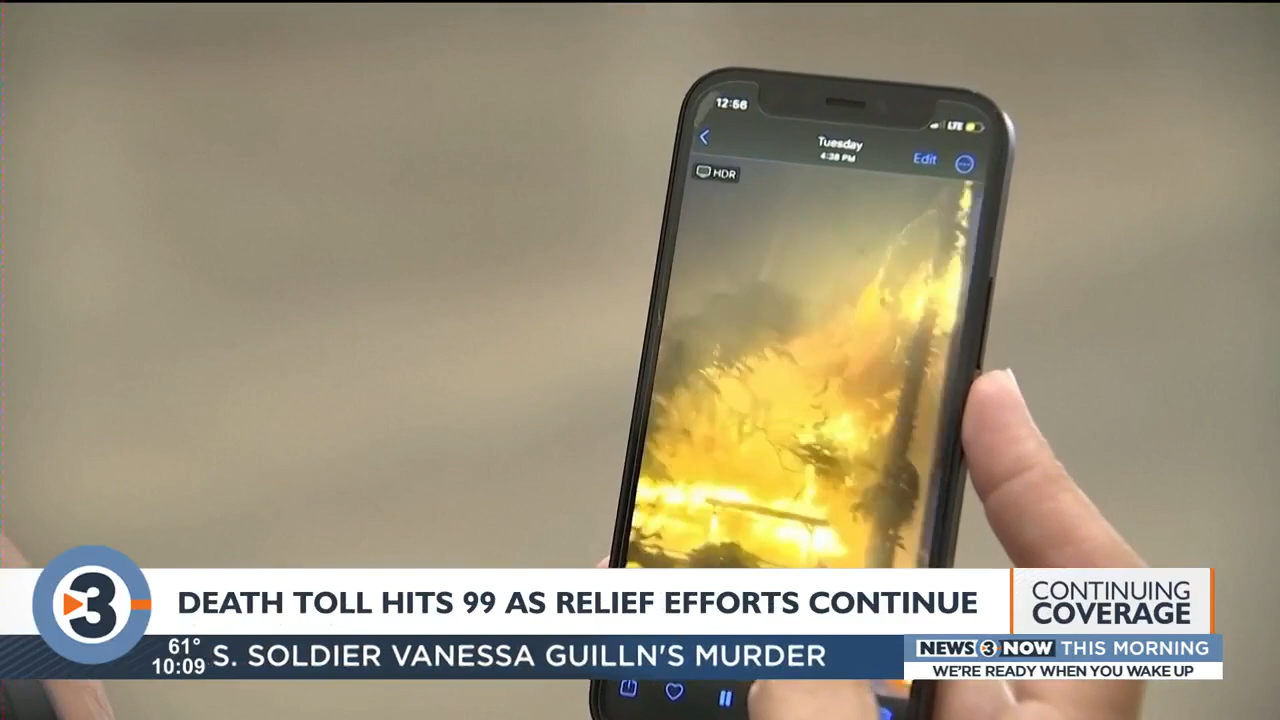 12:56
LTE
Tuesday
4:38 PM
Edit
HDR
3
DEATH TOLL HITS 99 AS RELIEF EFFORTS CONTINUE
CONTINUING
COVERAGE
61°
10:09
S. SOLDIER VANESSA GUILLN'S MURDER
NEWS 3 NOW THIS MORNING
WE'RE READY WHEN YOU WAKE UP